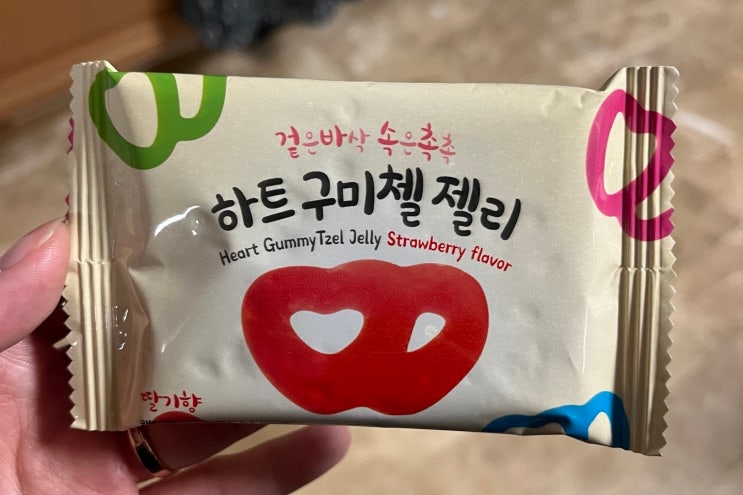 겉은바삭 속은촉촉
하트 구미첼 젤리
Heart GummyTzel Jelly Strawberry flavor
딸기향